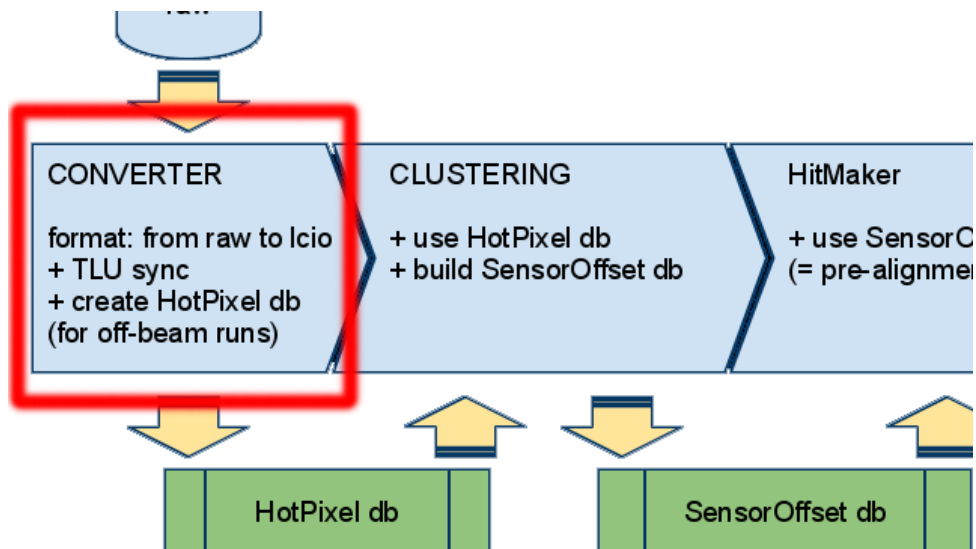 CONVERTER
format: from raw to lcio
+ TLU sync
+ create HotPixel db
(for off-beam runs)
CLUSTERING
+ use HotPixel db
+ build SensorOffset db
HitMaker
+ use
(= 
HotPixel db
SensorOffset db